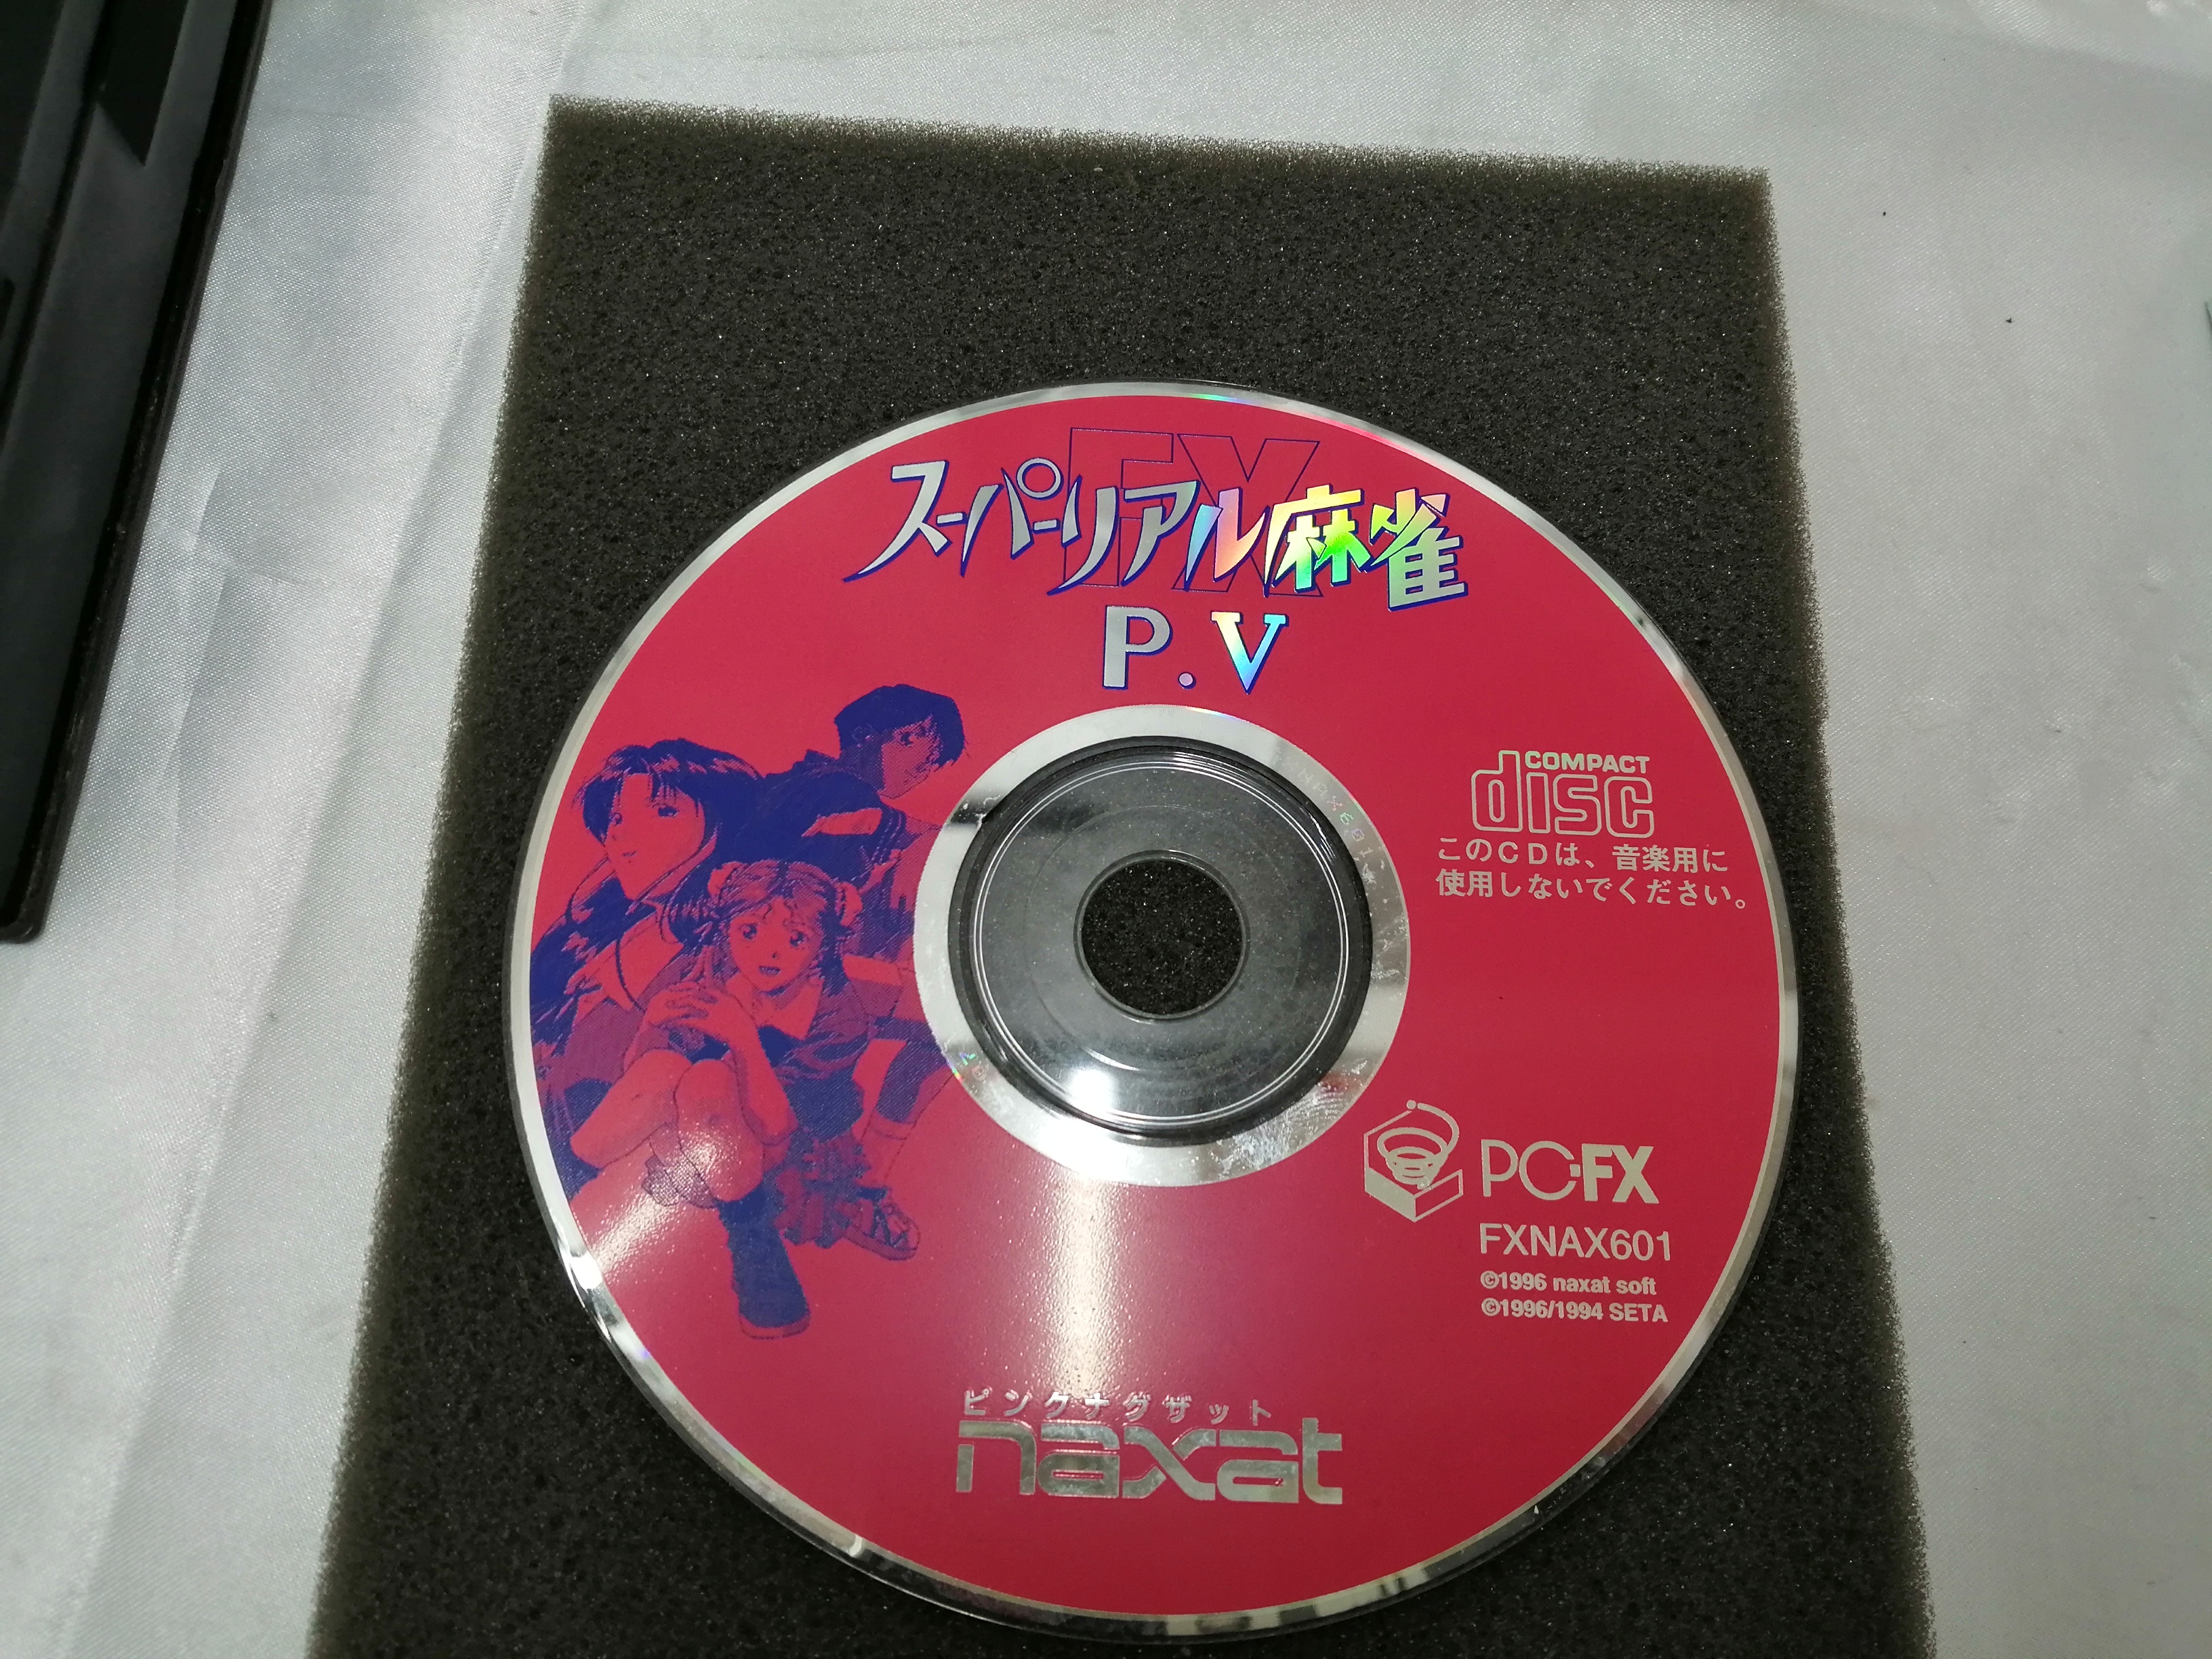 FX
スーパーリアル麻雀
P.V
COMPACT
disc
このCDは、音楽用に
使用しないでください。
PC-FX
FXNAX601
©1996 naxat soft
©1996/1994 SETA
ピンクナグザット
naxat